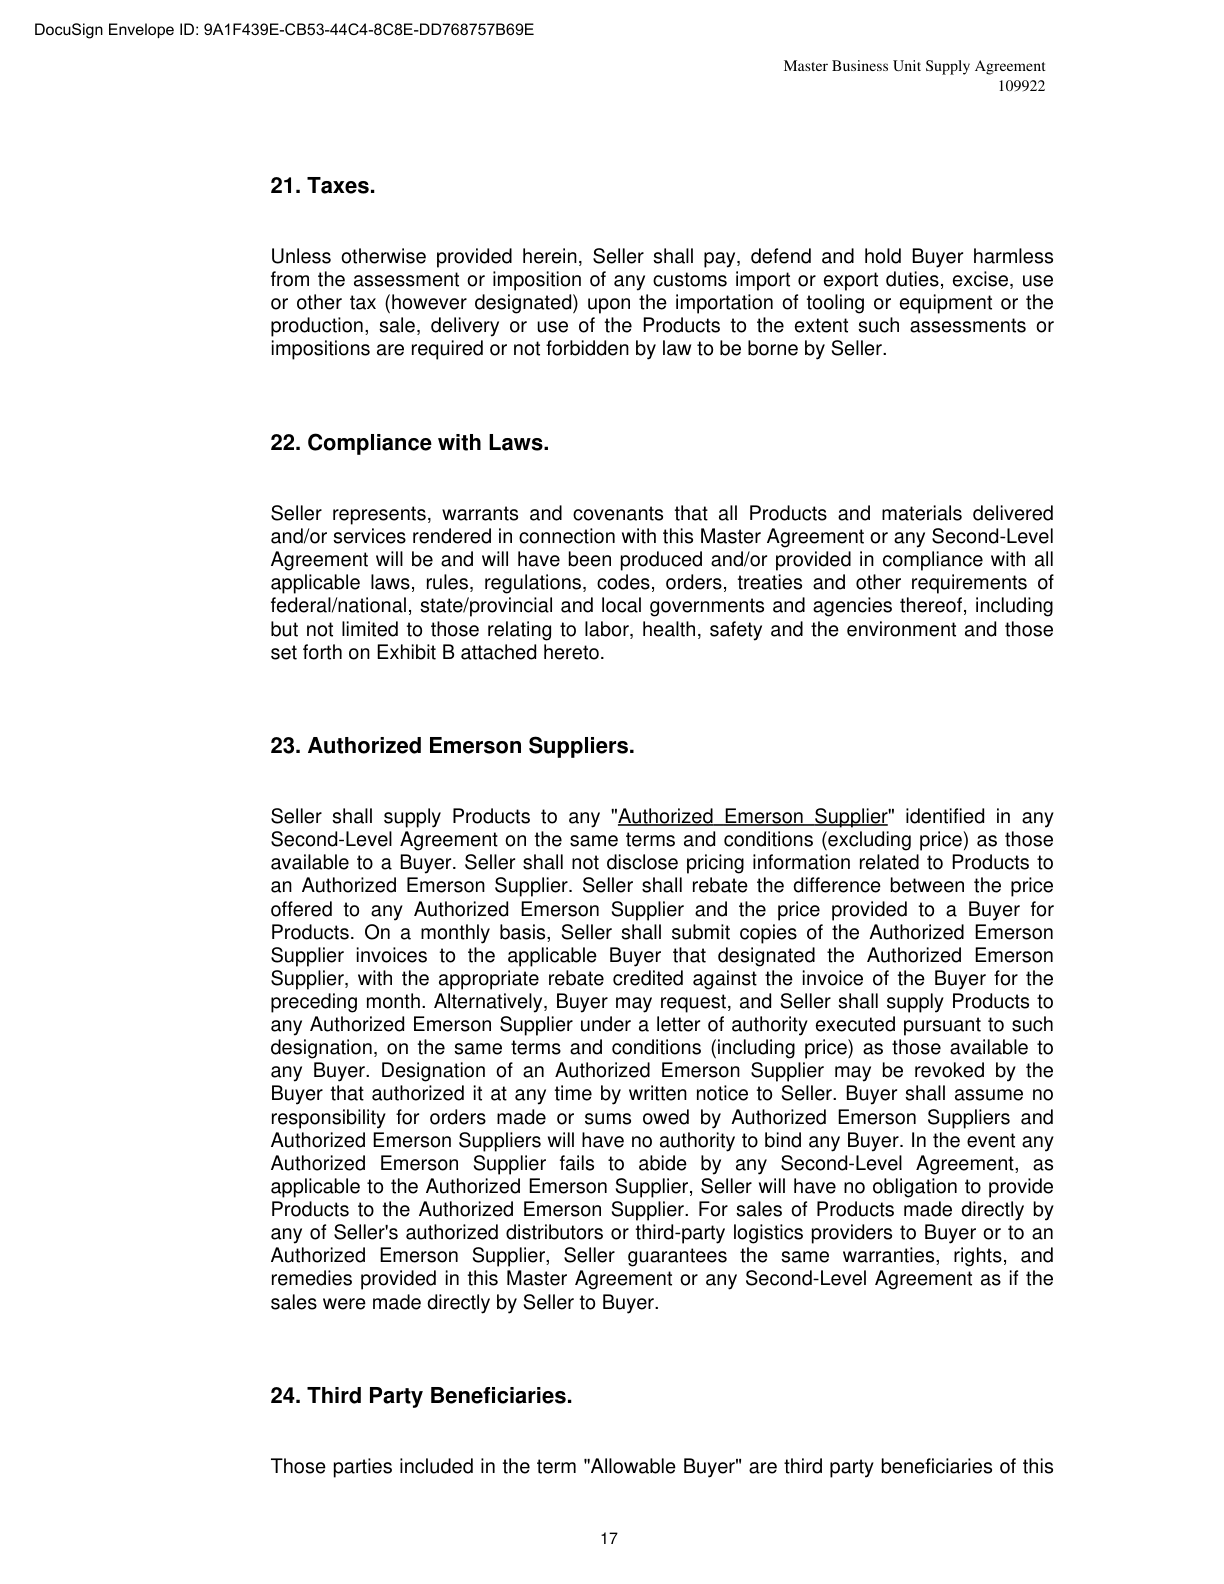 DocuSign Envelope ID: 9A1F439E-CB53-44C4-8C8E-DD768757B69E
Master Business Unit Supply Agreement
109922
21. Taxes.
Unless otherwise provided herein, Seller shall pay, defend and hold Buyer harmless
from the assessment or imposition of any customs import or export duties, excise, use
or other tax (however designated) upon the importation of tooling or equipment or the
production, sale, delivery or use of the Products to the extent such assessments or
impositions are required or not forbidden by law to be borne by Seller.
22. Compliance with Laws.
Seller represents, warrants and covenants that all Products and materials delivered
and/or services rendered in connection with this Master Agreement or any Second-Level
Agreement will be and will have been produced and/or provided in compliance with all
applicable laws, rules, regulations, codes, orders, treaties and other requirements of
federal/national, state/provincial and local governments and agencies thereof, including
but not limited to those relating to labor, health, safety and the environment and those
set forth on Exhibit B attached hereto.
23. Authorized Emerson Suppliers.
Seller shall supply Products to any "Authorized Emerson Supplier" identified in any
Second-Level Agreement on the same terms and conditions (excluding price) as those
available to a Buyer. Seller shall not disclose pricing information related to Products to
an Authorized Emerson Supplier. Seller shall rebate the difference between the price
offered to any Authorized Emerson Supplier and the price provided to a Buyer for
Products. On a monthly basis, Seller shall submit copies of the Authorized Emerson
Supplier invoices to the applicable Buyer that designated the Authorized Emerson
Supplier, with the appropriate rebate credited against the invoice of the Buyer for the
preceding month. Alternatively, Buyer may request, and Seller shall supply Products to
any Authorized Emerson Supplier under a letter of authority executed pursuant to such
designation, on the same terms and conditions (including price) as those available to
any Buyer. Designation of an Authorized Emerson Supplier may be revoked by the
Buyer that authorized it at any time by written notice to Seller. Buyer shall assume no
responsibility for orders made or sums owed by Authorized Emerson Suppliers and
Authorized Emerson Suppliers will have no authority to bind any Buyer. In the event any
Authorized Emerson Supplier fails to abide by any Second-Level Agreement, as
applicable to the Authorized Emerson Supplier, Seller will have no obligation to provide
Products to the Authorized Emerson Supplier. For sales of Products made directly by
any of Seller's authorized distributors or third-party logistics providers to Buyer or to an
Authorized Emerson Supplier, Seller guarantees the same warranties, rights, and
remedies provided in this Master Agreement or any Second-Level Agreement as if the
sales were made directly by Seller to Buyer.
24. Third Party Beneficiaries.
Those parties included in the term "Allowable Buyer" are third party beneficiaries of this
17